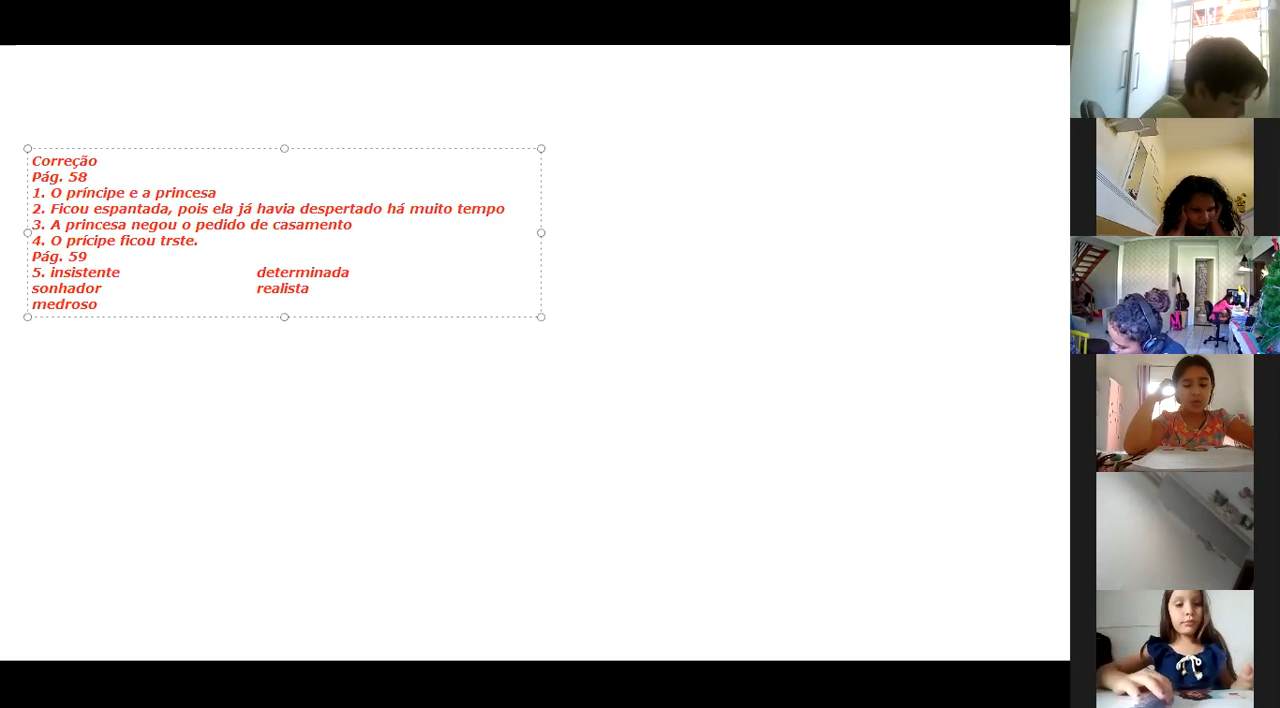 Correção
Pág. 58
1. O príncipe e a princesa
2. Ficou espantada, pois ela já havia despertado há muito tempo
3. A princesa negou o pedido de casamento
4. O prícipe ficou trste.
Pág. 59
5. insistente determinada
sonhador realista
medroso